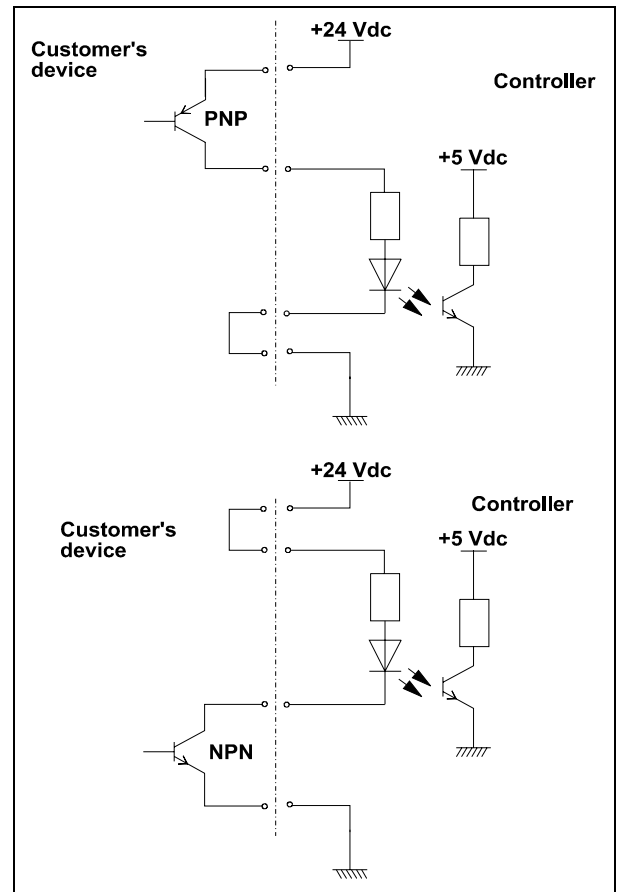 +24 Vdc
Customer's
device
Controller
PNP
+5 Vdc
+24 Vdc
Controller
Customer's
device
+5 Vdc
NPN